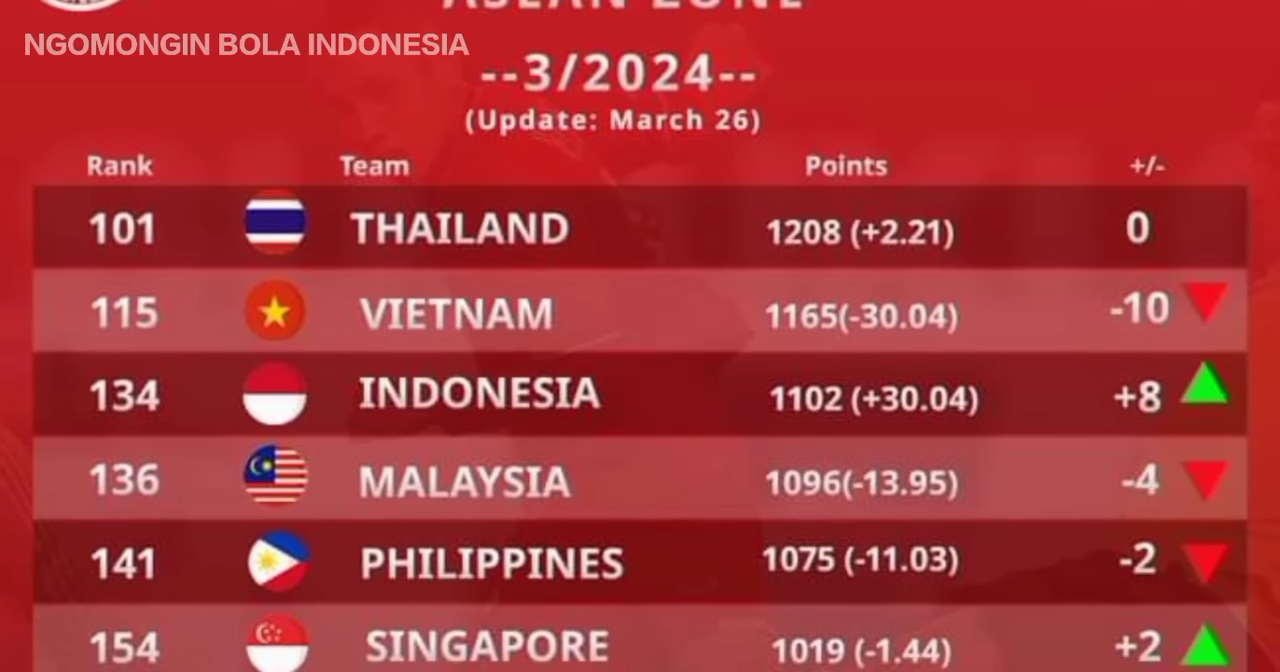 ASEAN ZONE
NGOMONGIN BOLA INDONESIA
--3/2024--
(Update: March 26)
Rank Team Points +/-
101 THAILAND 1208 (+2.21) 0
115 VIETNAM 1165(-30.04) -10
134 INDONESIA 1102 (+30.04) +8
136 MALAYSIA 1096(-13.95) -4
141 PHILIPPINES 1075 (-11.03) -2
154 SINGAPORE 1019 (-1.44) +2